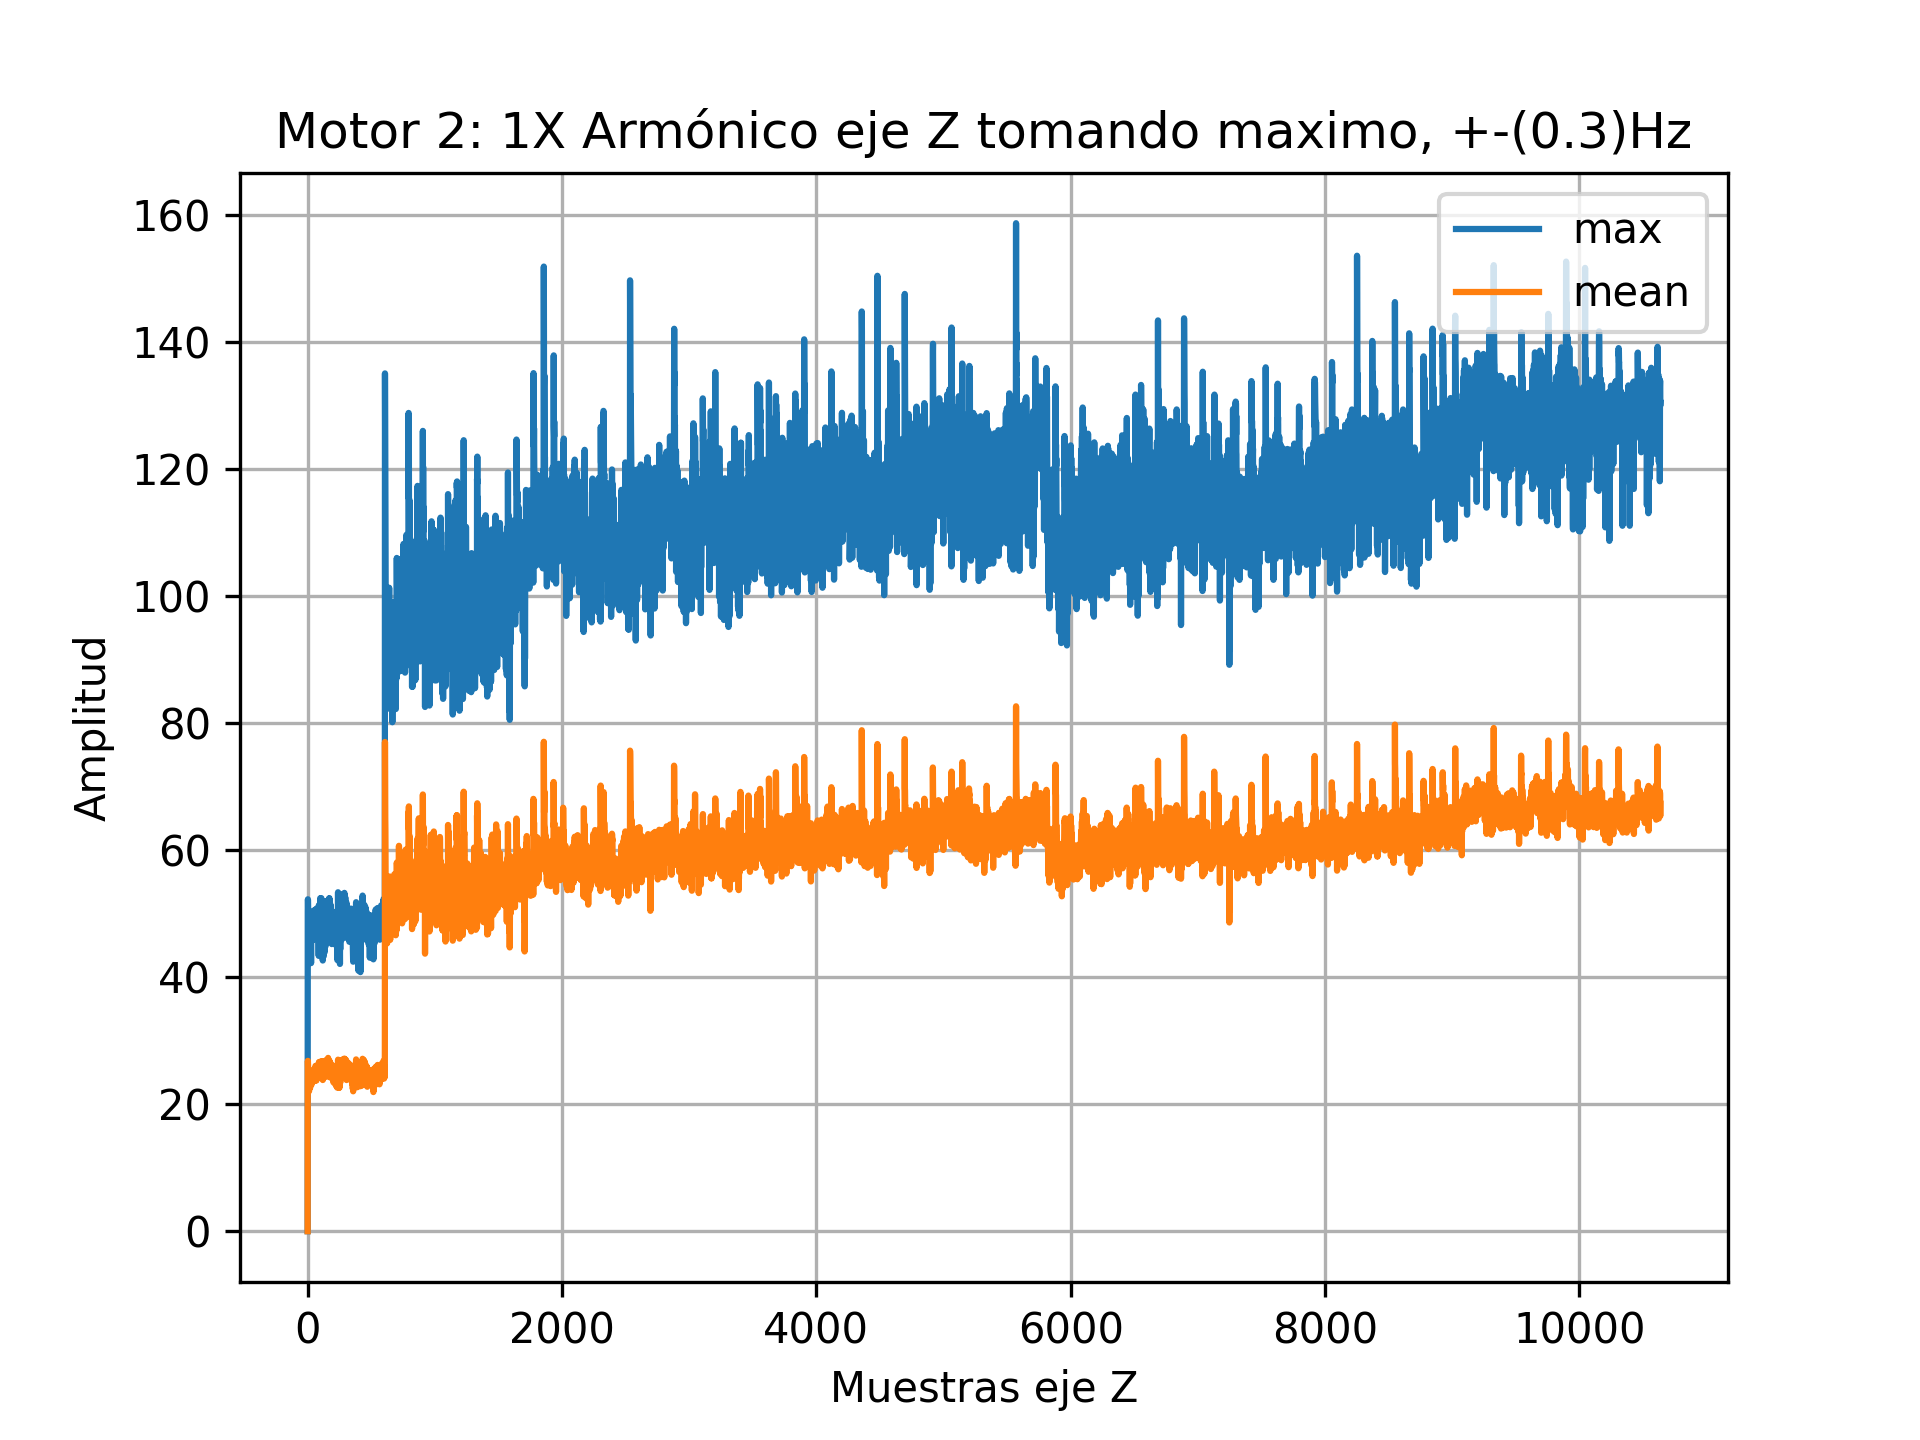 Motor 2: 1X Armónico eje Z tomando maximo, +-(0.3)Hz
max
mean
160
140
120
100
80
60
40
20
0
Amplitud
0 2000 4000 6000 8000 10000
Muestras eje Z